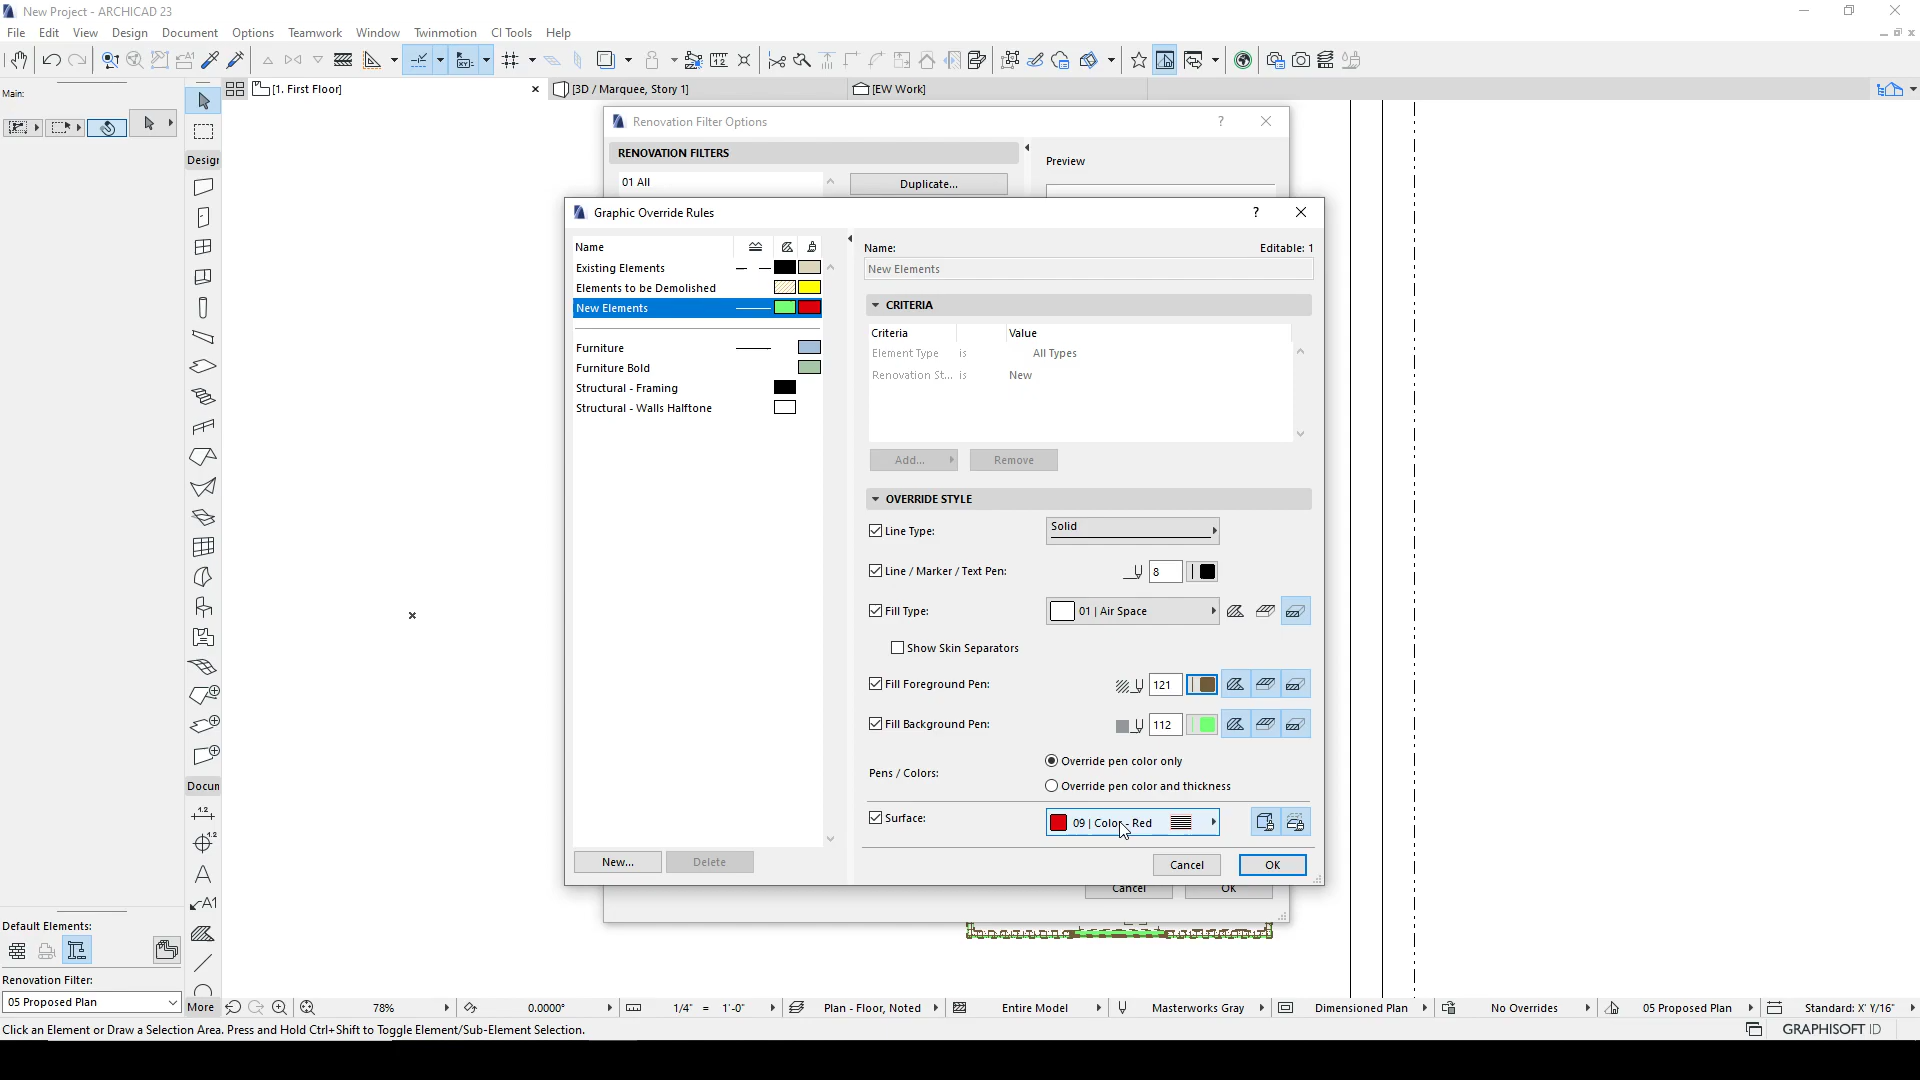 New Project - ARCHICAD 23
File Edit View Design Document Options Teamwork Window Twinmotion CI Tools Help
Main:
[1. First Floor]
[3D / Marquee, Story 1]
[EW Work]
Design
Renovation Filter Options
?
RENOVATION FILTERS
01 All
Duplicate...
Preview
Graphic Override Rules
?
Name
Existing Elements
Elements to be Demolished
New Elements
Furniture
Furniture Bold
Structural - Framing
Structural - Walls Halftone
New...
Delete
Name:
Editable: 1
New Elements
CRITERIA
Criteria Value
Element Type is All Types
Renovation St... is New
Add...
Remove
OVERRIDE STYLE
Line Type: Solid
Line / Marker / Text Pen: 8
Fill Type: 01 | Air Space
Show Skin Separators
Fill Foreground Pen: 121
Fill Background Pen: 112
Pens / Colors:
Override pen color only
Override pen color and thickness
Surface: 09 | Color - Red
Cancel
OK
Cancel
OK
Docum
1.2
1.2
A
A1
More
Default Elements:
Renovation Filter:
05 Proposed Plan
78%
0.0000°
1/4" = 1'-0"
Plan - Floor, Noted
Entire Model
Masterworks Gray
Dimensioned Plan
No Overrides
05 Proposed Plan
Standard: X' Y/16"
Click an Element or Draw a Selection Area. Press and Hold Ctrl+Shift to Toggle Element/Sub-Element Selection.
GRAPHISOFT ID